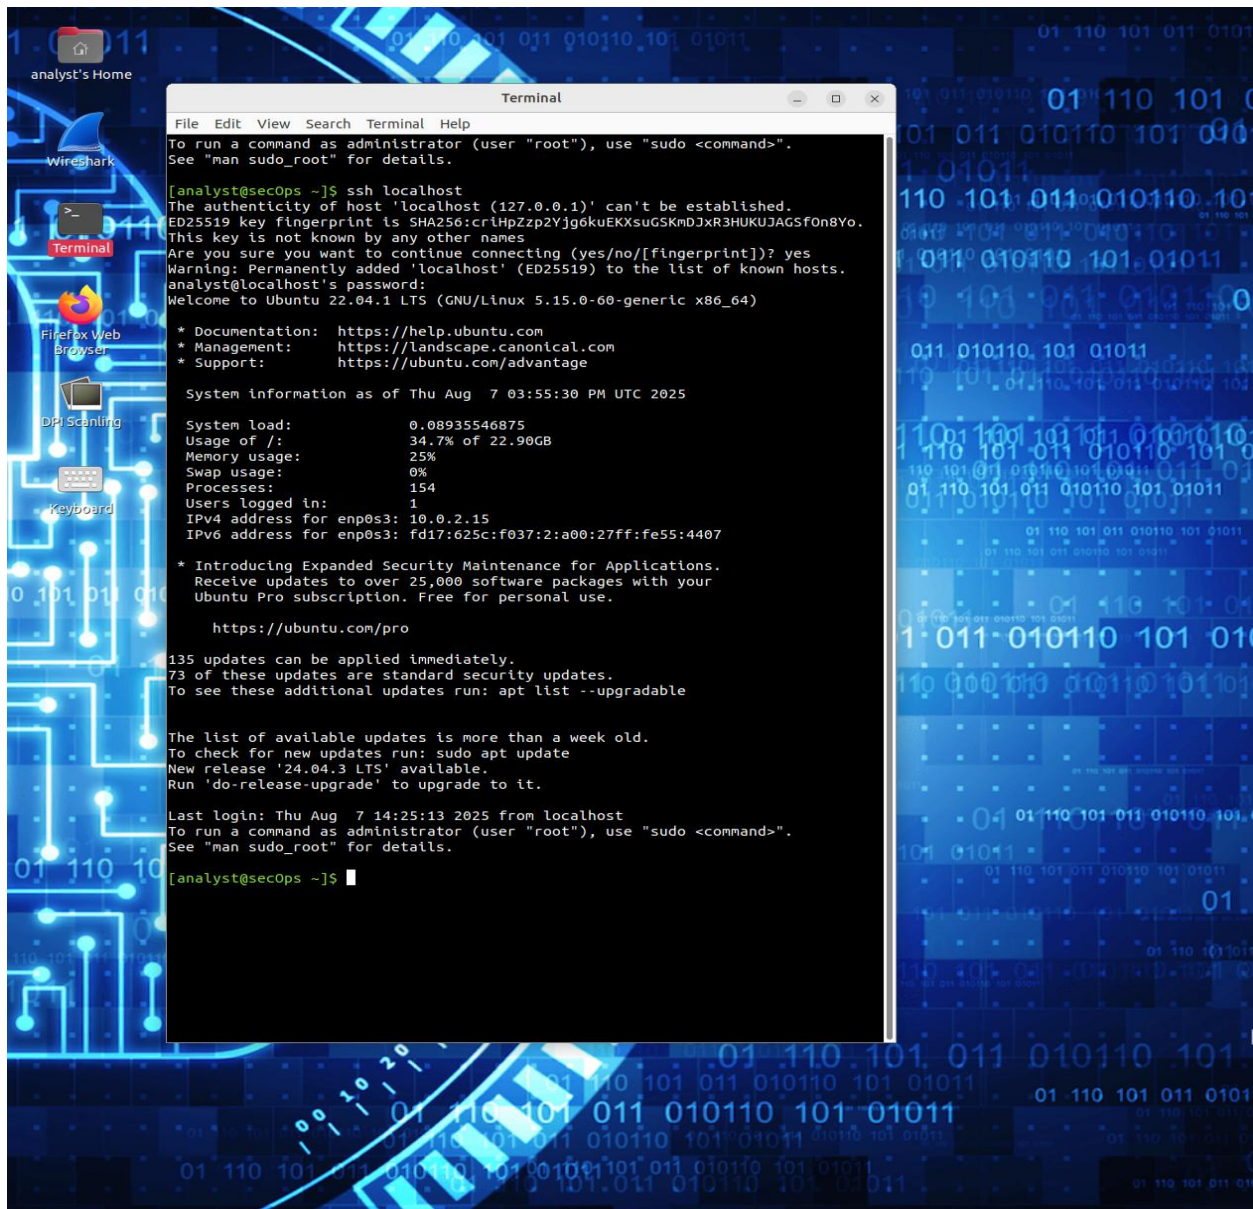 analyst's Home
Wireshark
Terminal
Firefox Web
Browser
DPI Scanling
Keyboard
Terminal
File Edit View Search Terminal Help
To run a command as administrator (user "root"), use "sudo <command>".
See "man sudo_root" for details.
[analyst@secOps ~]$ ssh localhost
The authenticity of host 'localhost (127.0.0.1)' can't be established.
ED25519 key fingerprint is SHA256:criHpZzp2Yjg6kuEKXsuGSKmDJxR3HUKUJAGSfOn8Yo.
This key is not known by any other names
Are you sure you want to continue connecting (yes/no/[fingerprint])? yes
Warning: Permanently added 'localhost' (ED25519) to the list of known hosts.
analyst@localhost's password:
Welcome to Ubuntu 22.04.1 LTS (GNU/Linux 5.15.0-60-generic x86_64)
* Documentation: https://help.ubuntu.com
* Management: https://landscape.canonical.com
* Support: https://ubuntu.com/advantage
System information as of Thu Aug 7 03:55:30 PM UTC 2025
System load: 0.08935546875
Usage of /: 34.7% of 22.90GB
Memory usage: 25%
Swap usage: 0%
Processes: 154
Users logged in: 1
IPv4 address for enp0s3: 10.0.2.15
IPv6 address for enp0s3: fd17:625c:f037:2:a00:27ff:fe55:4407
* Introducing Expanded Security Maintenance for Applications.
Receive updates to over 25,000 software packages with your
Ubuntu Pro subscription. Free for personal use.
https://ubuntu.com/pro
135 updates can be applied immediately.
73 of these updates are standard security updates.
To see these additional updates run: apt list --upgradable
The list of available updates is more than a week old.
To check for new updates run: sudo apt update
New release '24.04.3 LTS' available.
Run 'do-release-upgrade' to upgrade to it.
Last login: Thu Aug 7 14:25:13 2025 from localhost
To run a command as administrator (user "root"), use "sudo <command>".
See "man sudo_root" for details.
[analyst@secOps ~]$